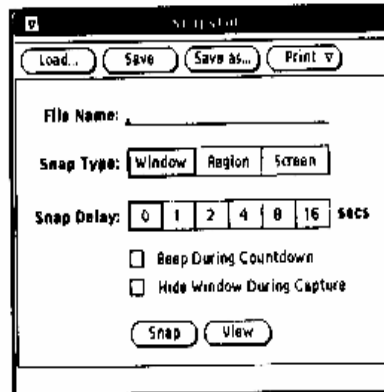 Load... Save Save as... Print
File Name:
Snap Type: Window Region Screen
Snap Delay: 0 1 2 4 8 16 secs
Beep During Countdown
Hide Window During Capture
Snap View